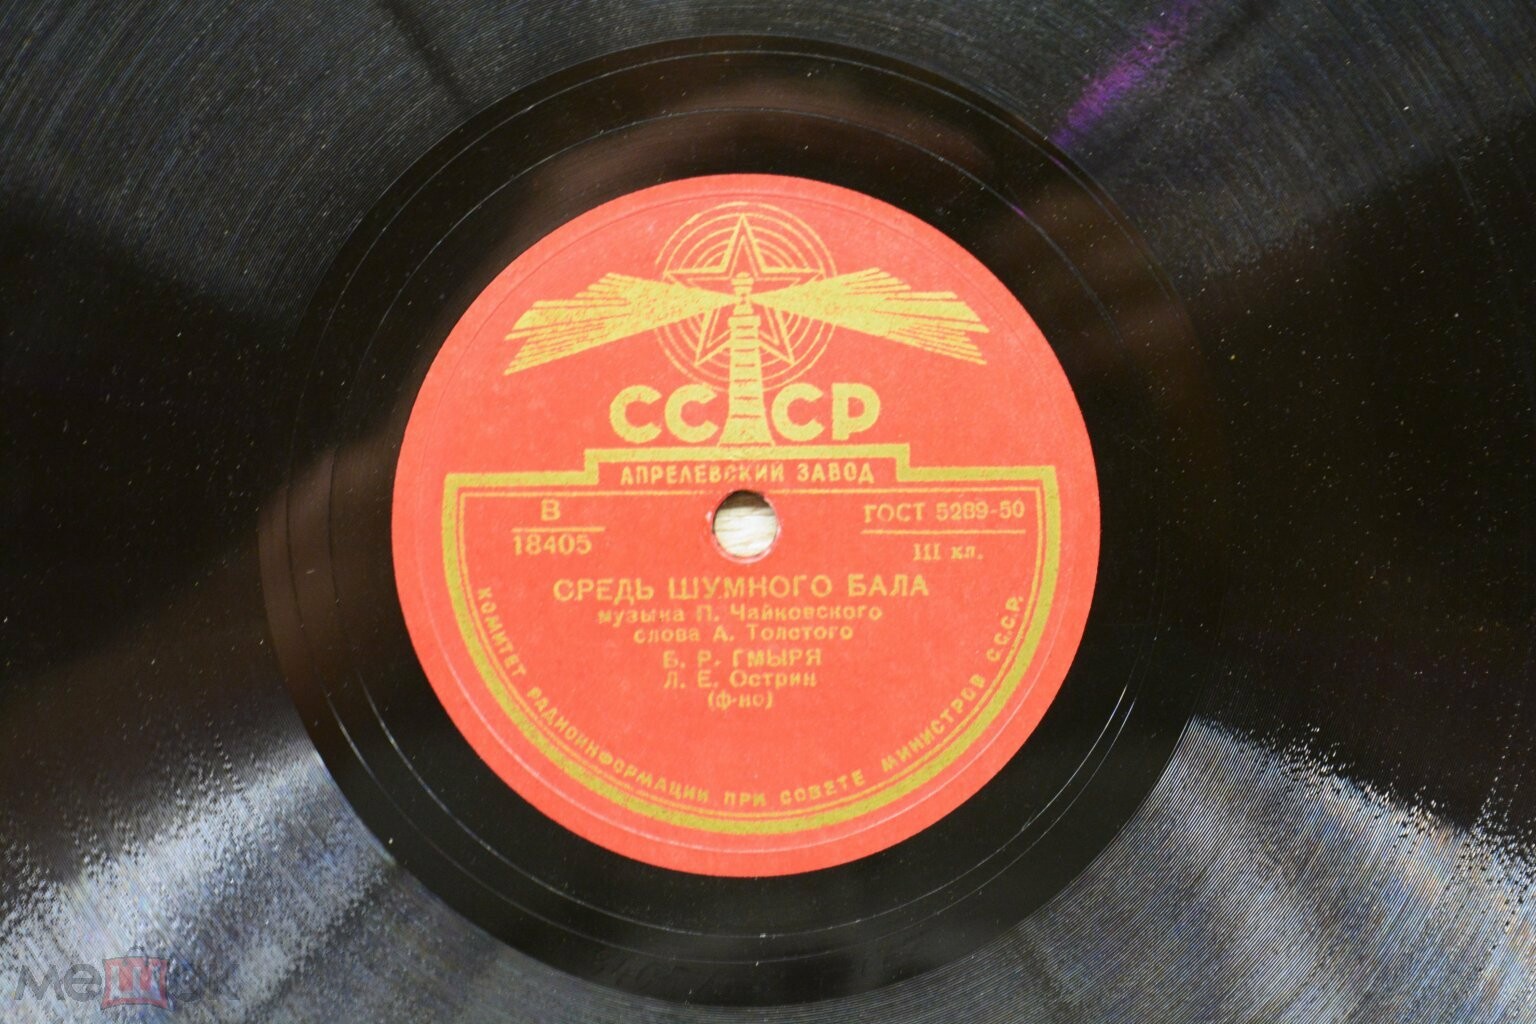 СССР
АПРЕЛЕВСКИЙ ЗАВОД
В
18405
ГОСТ 5289-50
III кл.
СРЕДЬ ШУМНОГО БАЛА
музыка П. Чайковского
слова А. Толстого
Б. Р. ГМЫРЯ
Л. Е. Острин
(ф-но)
КОМИТЕТ РАДИОИНФОРМАЦИИ ПРИ СОВЕТЕ МИНИСТРОВ С.С.С.Р.
мешок